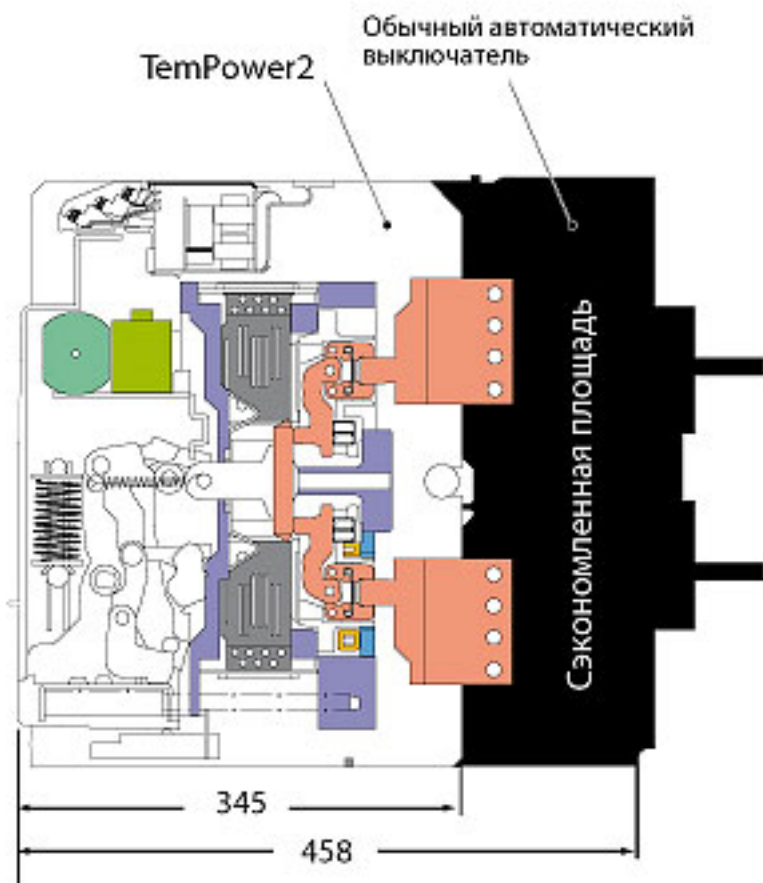 Обычный автоматический
выключатель
TemPower2
Сэкономленная площадь
345
458